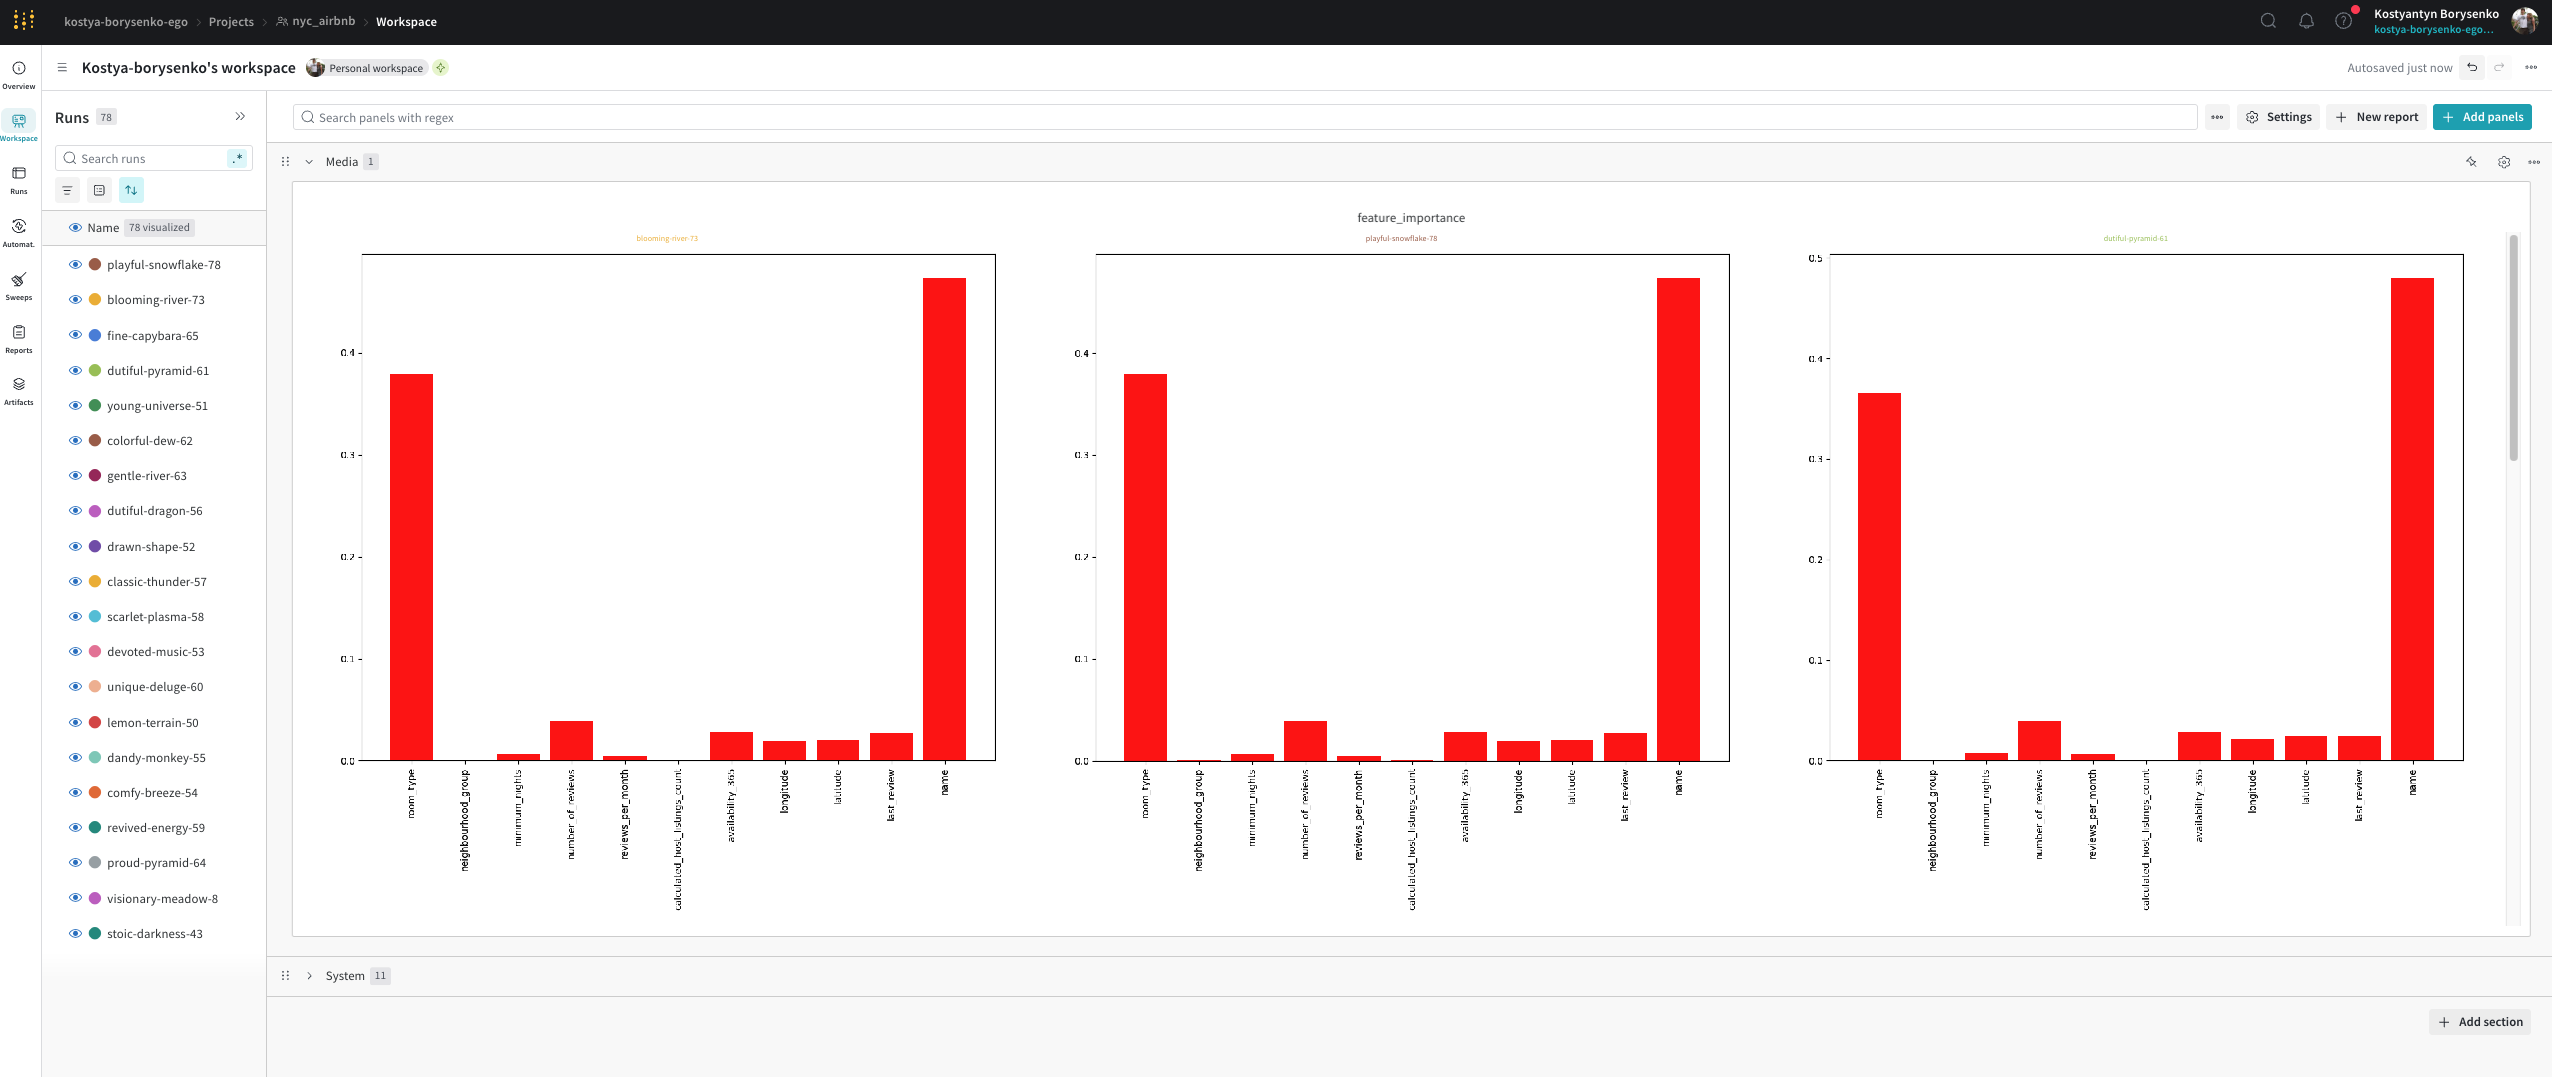 kostya-borysenko-ego > Projects > nyc_airbnb > Workspace
Kostyantyn Borysenko
kostya-borysenko-ego...
Kostya-borysenko's workspace Personal workspace
Autosaved just now
Overview
Workspace
Runs
Automat.
Sweeps
Reports
Artifacts
Runs 78
Search runs .*
Name 78 visualized
playful-snowflake-78
blooming-river-73
fine-capybara-65
dutiful-pyramid-61
young-universe-51
colorful-dew-62
gentle-river-63
dutiful-dragon-56
drawn-shape-52
classic-thunder-57
scarlet-plasma-58
devoted-music-53
unique-deluge-60
lemon-terrain-50
dandy-monkey-55
comfy-breeze-54
revived-energy-59
proud-pyramid-64
visionary-meadow-8
stoic-darkness-43
Search panels with regex
Settings
New report
Add panels
Media 1
feature_importance
blooming-river-73
0.4
0.3
0.2
0.1
0.0
room_type
neighbourhood_group
minimum_nights
number_of_reviews
reviews_per_month
calculated_host_listings_count
availability_365
longitude
latitude
last_review
name
playful-snowflake-78
0.4
0.3
0.2
0.1
0.0
room_type
neighbourhood_group
minimum_nights
number_of_reviews
reviews_per_month
calculated_host_listings_count
availability_365
longitude
latitude
last_review
name
dutiful-pyramid-61
0.5
0.4
0.3
0.2
0.1
0.0
room_type
neighbourhood_group
minimum_nights
number_of_reviews
reviews_per_month
calculated_host_listings_count
availability_365
longitude
latitude
last_review
name
System 11
Add section